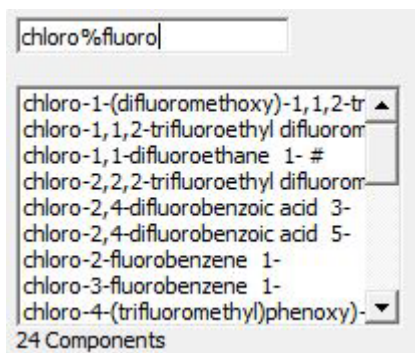 chloro%fluoro
chloro-1-(difluoromethoxy)-1,1,2-tr
chloro-1,1,2-trifluoroethyl difluorom
chloro-1,1-difluoroethane 1- #
chloro-2,2,2-trifluoroethyl difluorom
chloro-2,4-difluorobenzoic acid 3-
chloro-2,4-difluorobenzoic acid 5-
chloro-2-fluorobenzene 1-
chloro-3-fluorobenzene 1-
chloro-4-(trifluoromethyl)phenoxy)-
24 Components